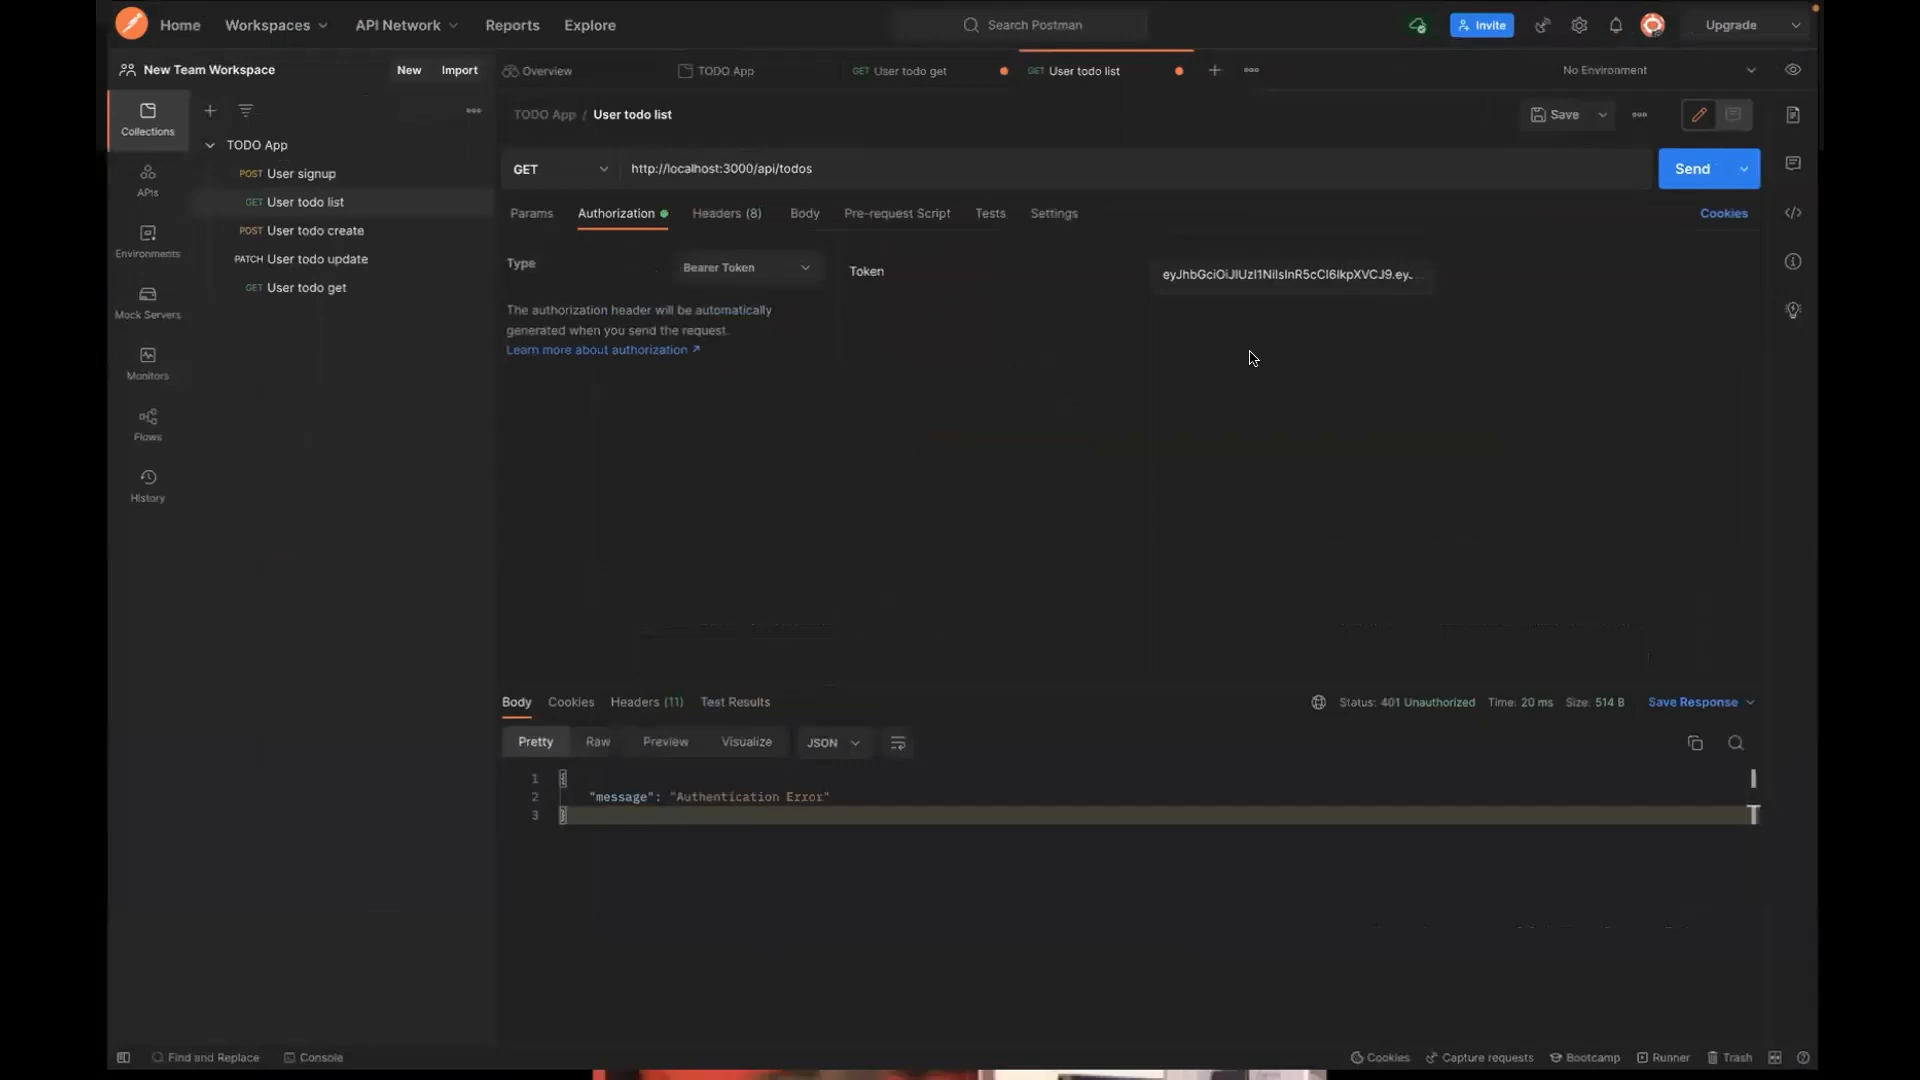 Home Workspaces API Network Reports Explore Search Postman Invite Upgrade
New Team Workspace New Import Overview TODO App GET User todo get GET User todo list No Environment
Collections
TODO App / User todo list Save
TODO App
POST User signup
GET User todo list
POST User todo create
PATCH User todo update
GET User todo get
APIs
Environments
Mock Servers
Monitors
Flows
History
GET http://localhost:3000/api/todos Send
Params Authorization Headers (8) Body Pre-request Script Tests Settings Cookies
Type Bearer Token Token
The authorization header will be automatically
generated when you send the request.
Learn more about authorization ↗
Body Cookies Headers (11) Test Results Status: 401 Unauthorized Time: 20 ms Size: 514 B Save Response
Pretty Raw Preview Visualize JSON
1 {
2 "message": "Authentication Error"
3 }
Find and Replace Console Cookies Capture requests Bootcamp Runner Trash